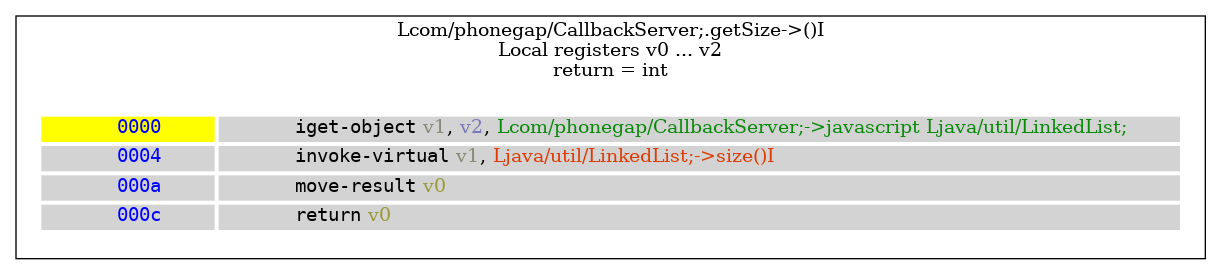 Lcom/phonegap/CallbackServer;.getSize->()I
Local registers v0 ... v2
return = int
0000 iget-object v1, v2, Lcom/phonegap/CallbackServer;->javascript Ljava/util/LinkedList;
0004 invoke-virtual v1, Ljava/util/LinkedList;->size()I
000a move-result v0
000c return v0